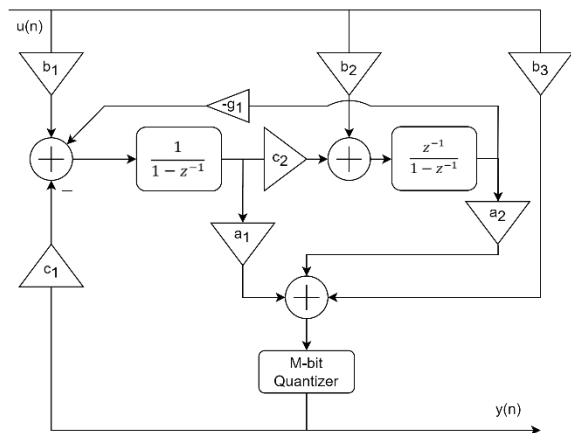 u(n)
b1
b2
b3
-g1
1
1 − z⁻¹
c2
z⁻¹
1 − z⁻¹
−
a1
a2
c1
M-bit
Quantizer
y(n)